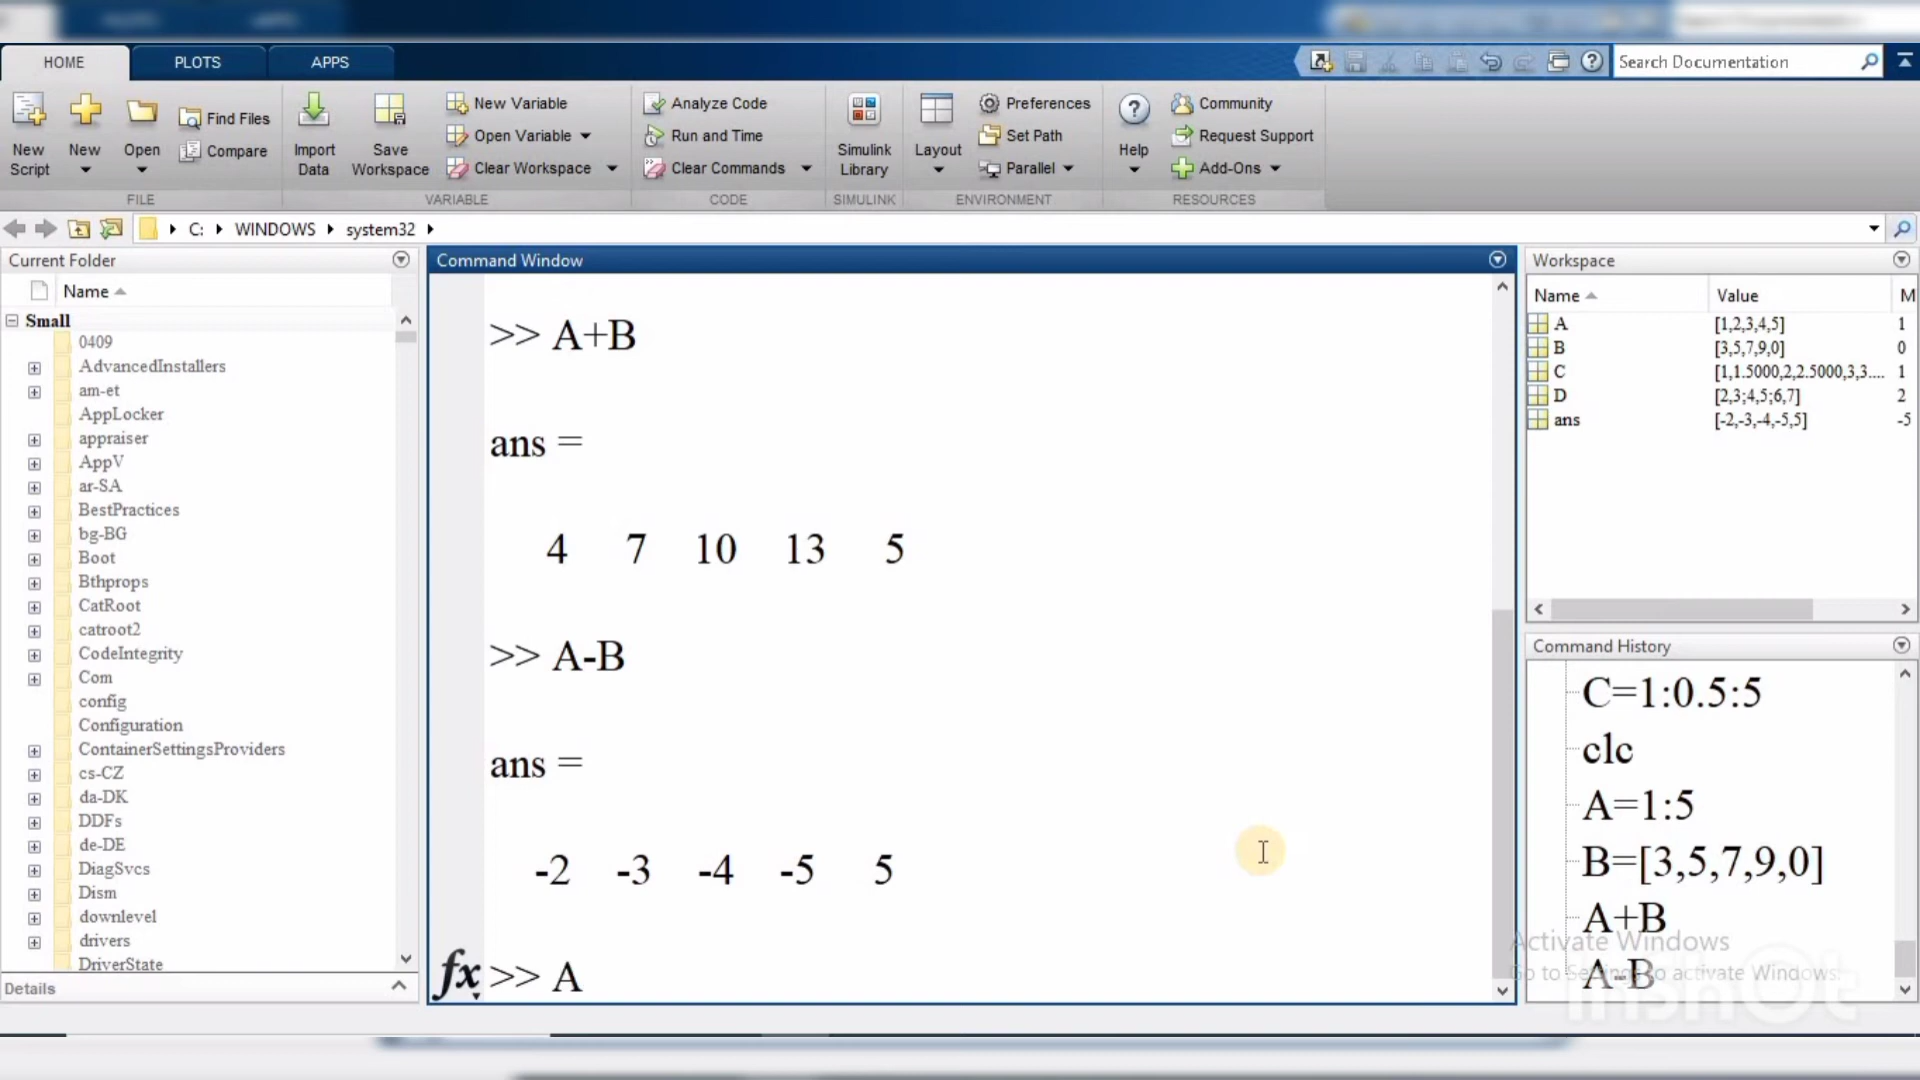 HOME PLOTS APPS Search Documentation
New Script
New
Open
Find Files
Compare
FILE
Import Data
Save Workspace
New Variable
Open Variable
Clear Workspace
VARIABLE
Analyze Code
Run and Time
Clear Commands
CODE
Simulink Library
SIMULINK
Layout
Preferences
Set Path
Parallel
ENVIRONMENT
Help
Community
Request Support
Add-Ons
RESOURCES
C: WINDOWS system32
Current Folder
Name
Small
0409
AdvancedInstallers
am-et
AppLocker
appraiser
AppV
ar-SA
BestPractices
bg-BG
Boot
Bthprops
CatRoot
catroot2
CodeIntegrity
Com
config
Configuration
ContainerSettingsProviders
cs-CZ
da-DK
DDFs
de-DE
DiagSvcs
Dism
downlevel
drivers
DriverState
Details
Command Window
>> A+B
ans =
4 7 10 13 5
>> A-B
ans =
-2 -3 -4 -5 5
fx >> A
Workspace
Name Value M
A [1,2,3,4,5] 1
B [3,5,7,9,0] 0
C [1,1.5000,2,2.5000,3,3.... 1
D [2,3;4,5;6,7] 2
ans [-2,-3,-4,-5,5] -5
Command History
C=1:0.5:5
clc
A=1:5
B=[3,5,7,9,0]
A+B
A-B
Activate Windows
Go to Settings to activate Windows.
InShOt